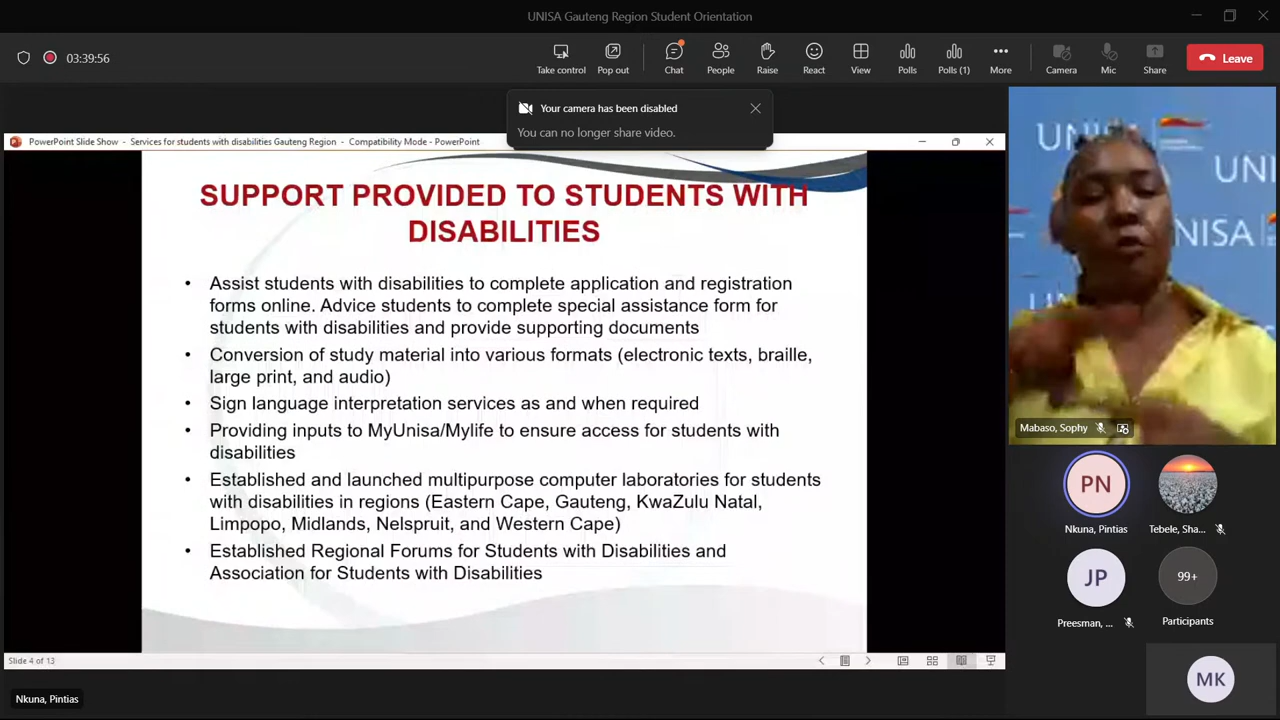 UNISA Gauteng Region Student Orientation
03:39:56
Take control
Pop out
Chat
People
Raise
React
View
Polls
Polls (1)
More
Camera
Mic
Share
Leave
Your camera has been disabled
You can no longer share video.
PowerPoint Slide Show - Services for students with disabilities Gauteng Region - Compatibility Mode - PowerPoint
SUPPORT PROVIDED TO STUDENTS WITH
DISABILITIES
• Assist students with disabilities to complete application and registration
forms online. Advice students to complete special assistance form for
students with disabilities and provide supporting documents
• Conversion of study material into various formats (electronic texts, braille,
large print, and audio)
• Sign language interpretation services as and when required
• Providing inputs to MyUnisa/Mylife to ensure access for students with
disabilities
• Established and launched multipurpose computer laboratories for students
with disabilities in regions (Eastern Cape, Gauteng, KwaZulu Natal,
Limpopo, Midlands, Nelspruit, and Western Cape)
• Established Regional Forums for Students with Disabilities and
Association for Students with Disabilities
Slide 4 of 13
Nkuna, Pintias
UNISA
UNI
UNISA
Mabaso, Sophy
PN
Nkuna, Pintias
Tebele, Sha...
JP
Preesman, ...
99+
Participants
MK